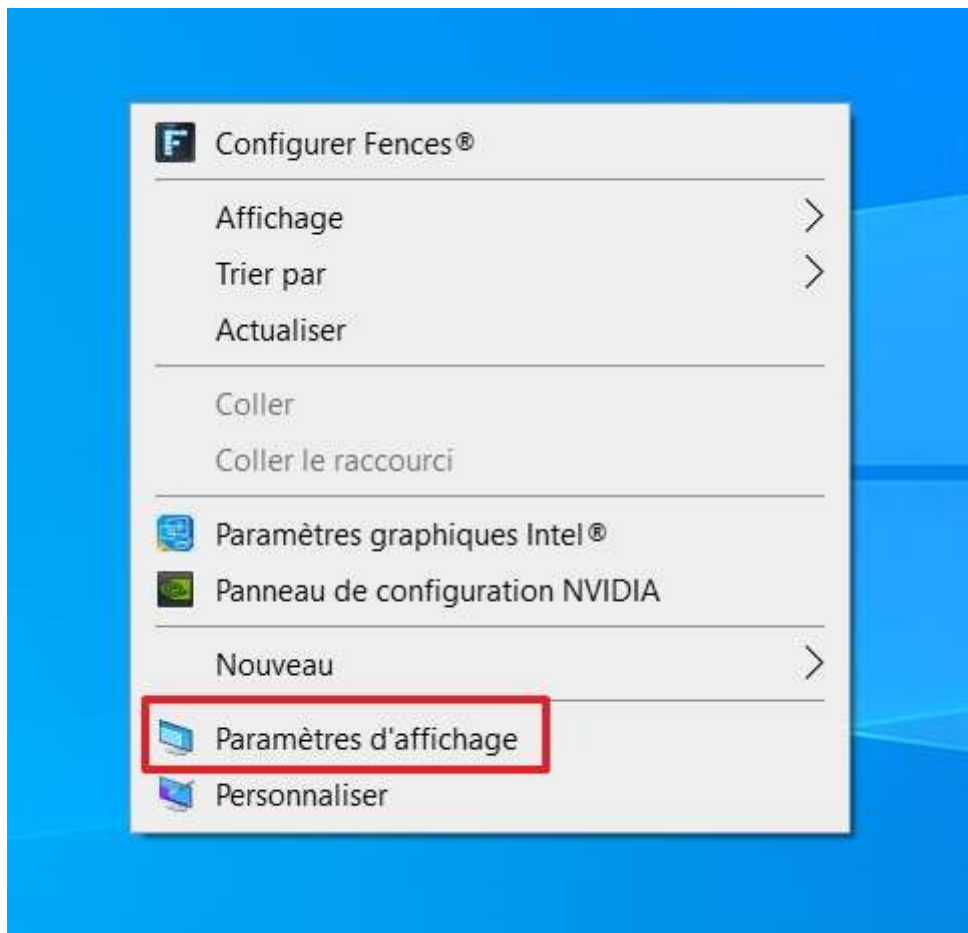 Configurer Fences®
Affichage
Trier par
Actualiser
Coller
Coller le raccourci
Paramètres graphiques Intel®
Panneau de configuration NVIDIA
Nouveau
Paramètres d'affichage
Personnaliser